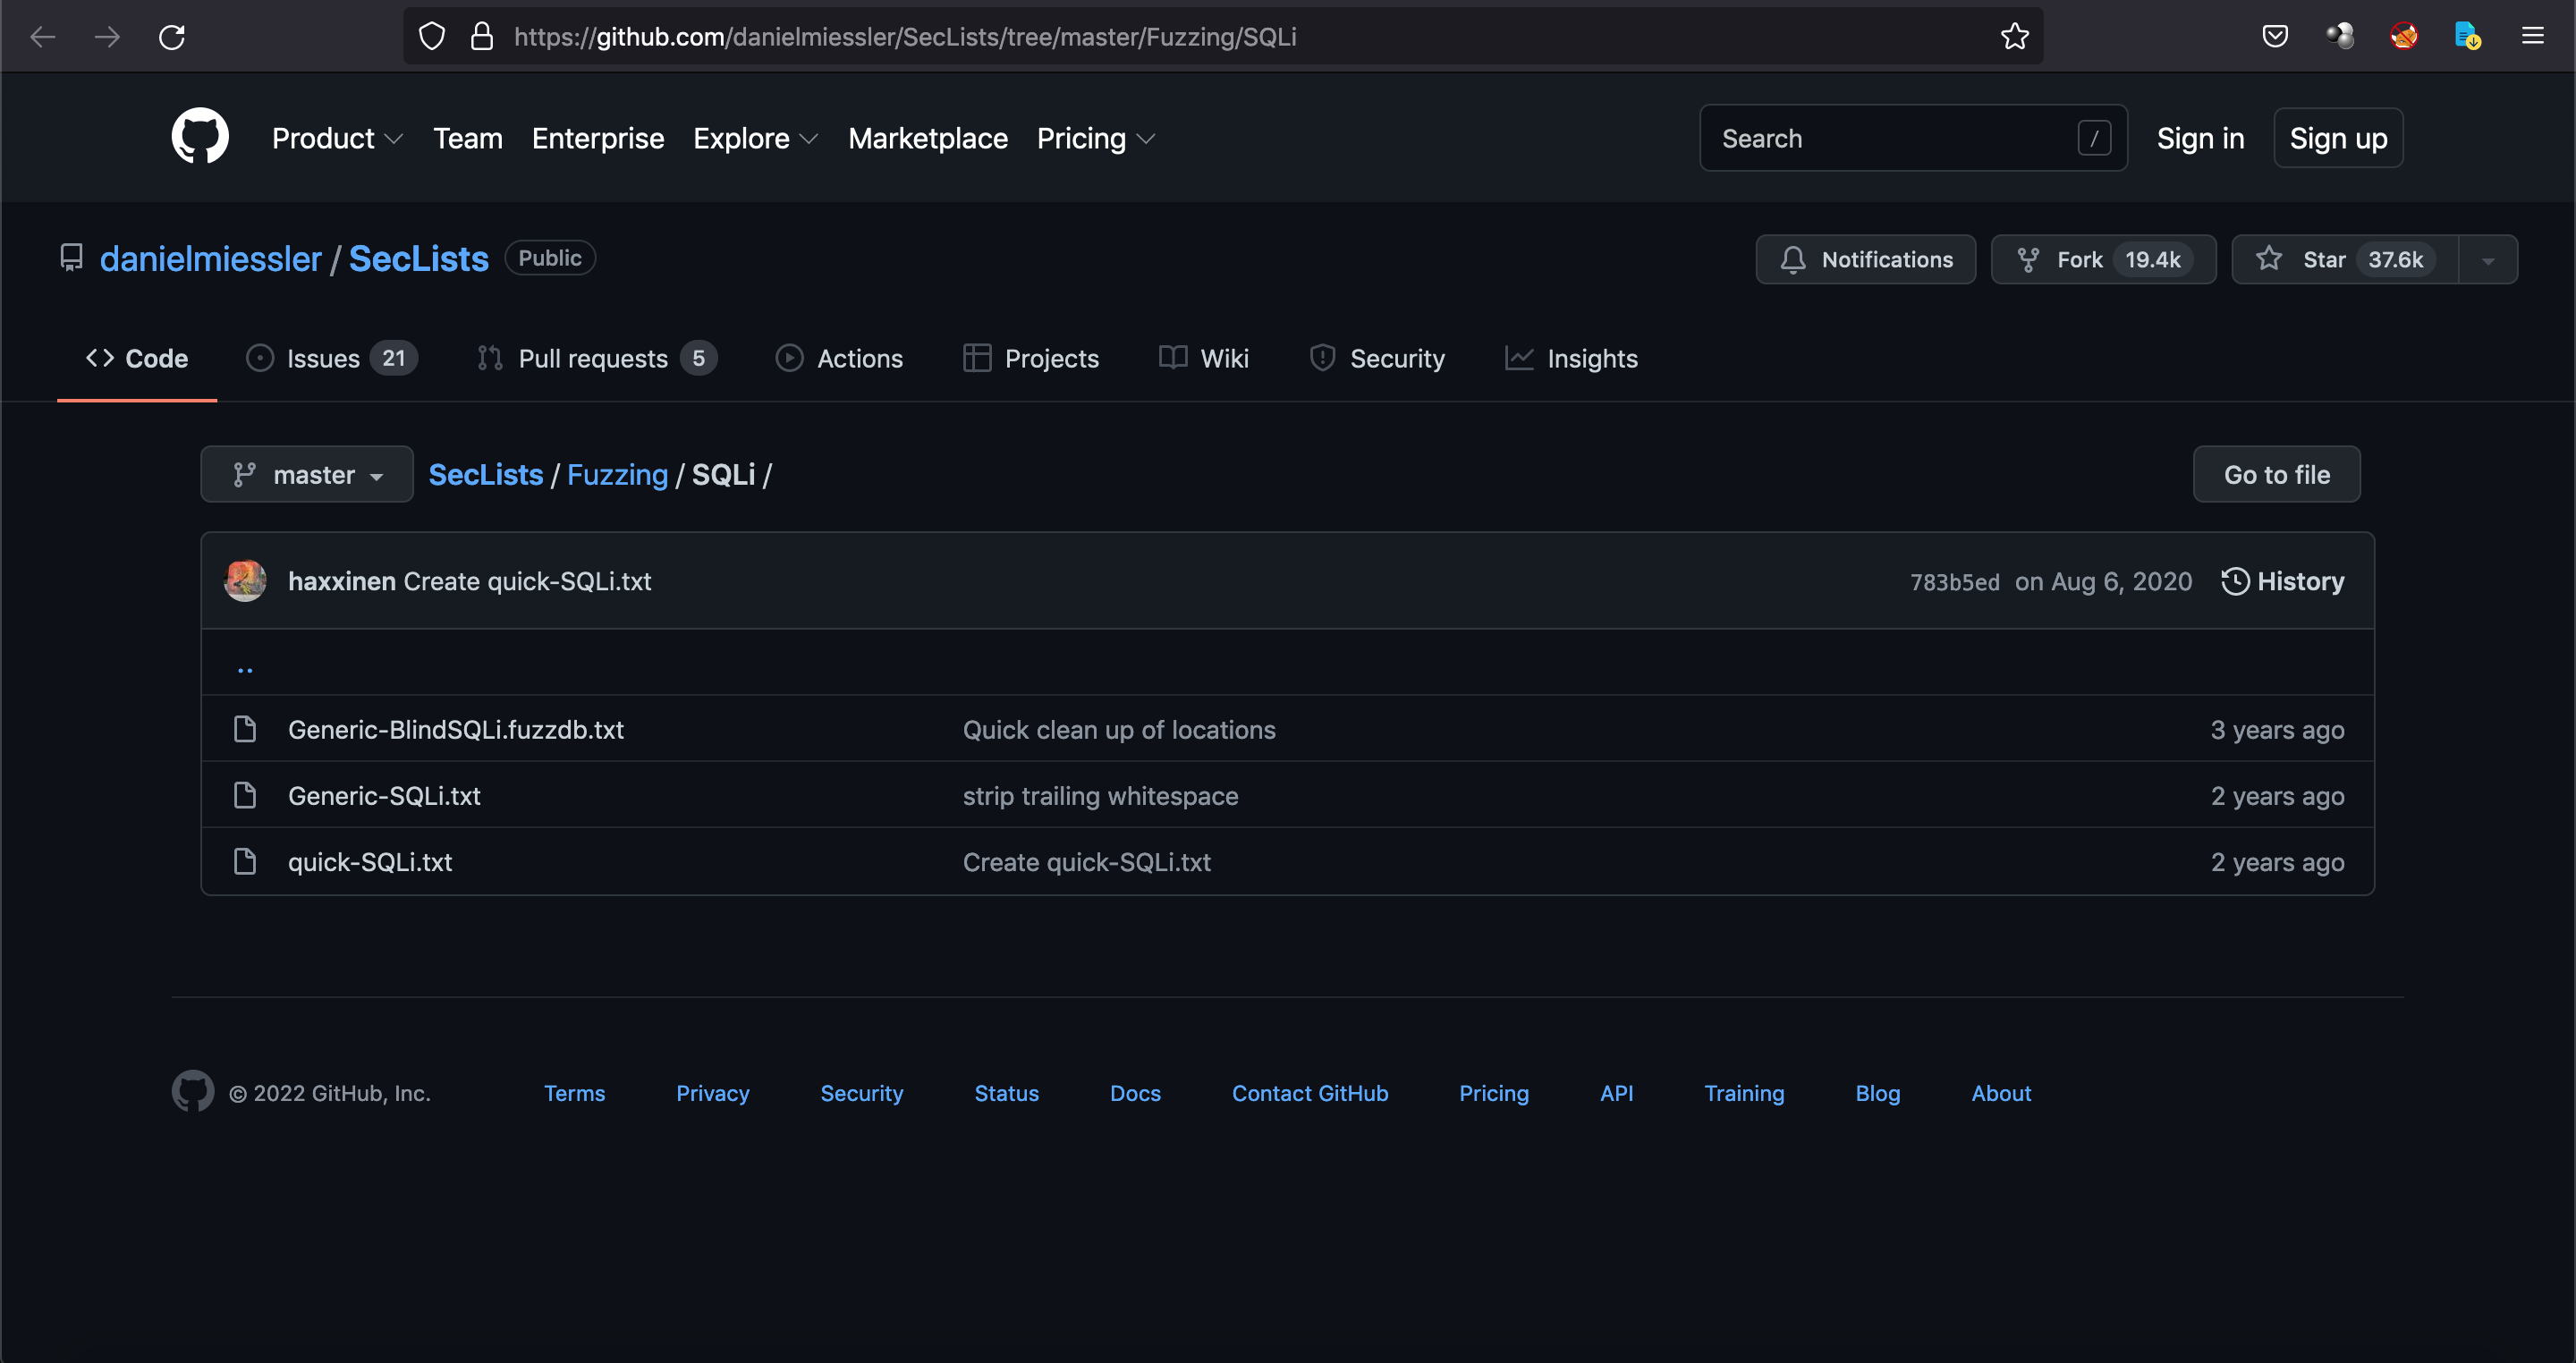 https://github.com/danielmiessler/SecLists/tree/master/Fuzzing/SQLi
Product Team Enterprise Explore Marketplace Pricing Search / Sign in Sign up
danielmiessler / SecLists Public Notifications Fork 19.4k Star 37.6k
<> Code Issues 21 Pull requests 5 Actions Projects Wiki Security Insights
master SecLists / Fuzzing / SQLi / Go to file
haxxinen Create quick-SQLi.txt 783b5ed on Aug 6, 2020 History
..
Generic-BlindSQLi.fuzzdb.txt Quick clean up of locations 3 years ago
Generic-SQLi.txt strip trailing whitespace 2 years ago
quick-SQLi.txt Create quick-SQLi.txt 2 years ago
© 2022 GitHub, Inc. Terms Privacy Security Status Docs Contact GitHub Pricing API Training Blog About